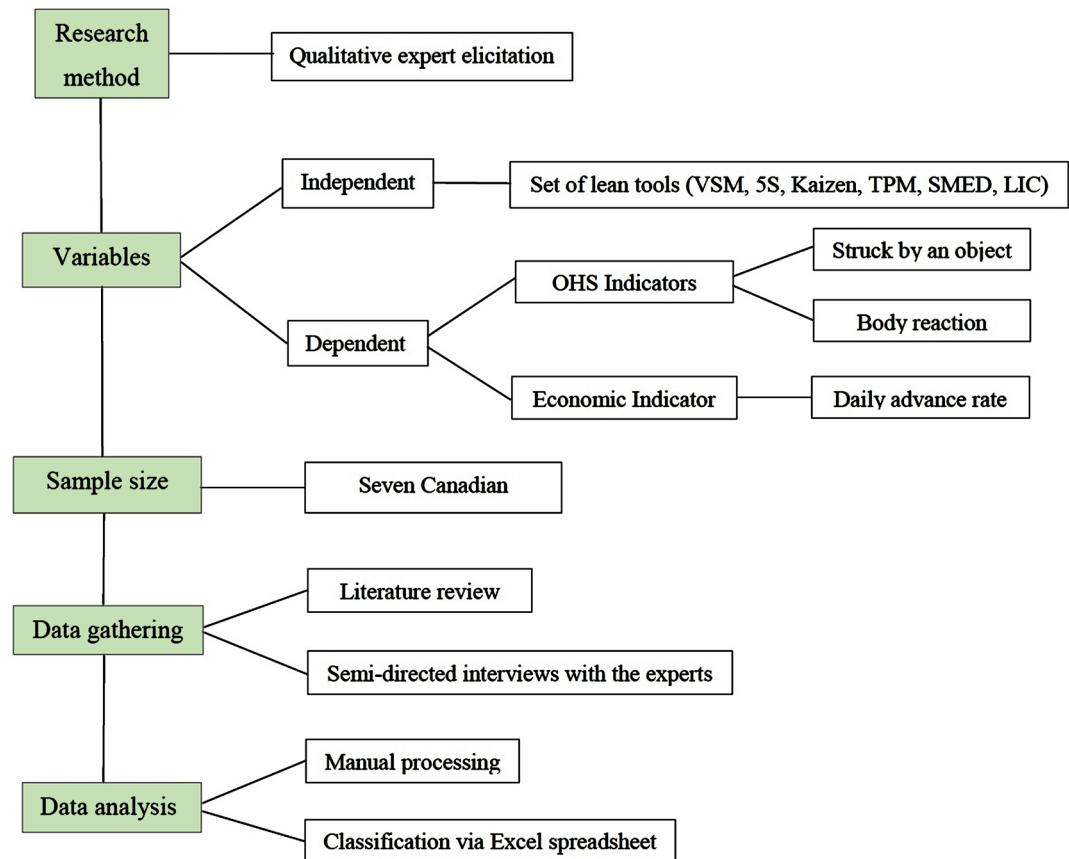 Research
method
Qualitative expert elicitation
Variables
Independent
Set of lean tools (VSM, 5S, Kaizen, TPM, SMED, LIC)
Dependent
OHS Indicators
Struck by an object
Body reaction
Economic Indicator
Daily advance rate
Sample size
Seven Canadian
Data gathering
Literature review
Semi-directed interviews with the experts
Data analysis
Manual processing
Classification via Excel spreadsheet